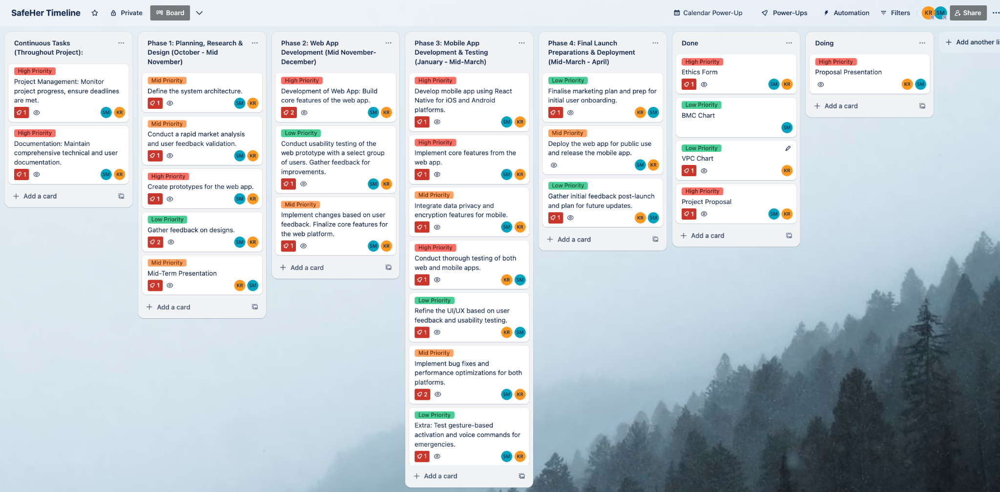 SafeHer Timeline
Private
Board
Calendar Power-Up
Power-Ups
Automation
Filters
KR
SM
Share
Continuous Tasks
(Throughout Project):
High Priority
Project Management: Monitor
project progress, ensure deadlines
are met.
1
SM
KR
High Priority
Documentation: Maintain
comprehensive technical and user
documentation.
1
SM
KR
Add a card
Phase 1: Planning, Research &
Design (October - Mid
November)
Mid Priority
Define the system architecture.
1
SM
KR
Mid Priority
Conduct a rapid market analysis
and user feedback validation.
1
SM
KR
High Priority
Create prototypes for the web app.
1
SM
KR
Low Priority
Gather feedback on designs.
2
SM
KR
Mid Priority
Mid-Term Presentation
1
KR
SM
Add a card
Phase 2: Web App
Development (Mid November-
December)
High Priority
Development of Web App: Build
core features of the web app.
2
SM
KR
Low Priority
Conduct usability testing of the
web prototype with a select group
of users. Gather feedback for
improvements.
1
SM
KR
Mid Priority
Implement changes based on user
feedback. Finalize core features for
the web platform.
1
SM
KR
Add a card
Phase 3: Mobile App
Development & Testing
(January - Mid-March)
High Priority
Develop mobile app using React
Native for iOS and Android
platforms.
1
SM
KR
High Priority
Implement core features from the
web app.
1
SM
KR
Mid Priority
Integrate data privacy and
encryption features for mobile.
1
SM
KR
High Priority
Conduct thorough testing of both
web and mobile apps.
1
KR
SM
Low Priority
Refine the UI/UX based on user
feedback and usability testing.
1
KR
SM
Mid Priority
Implement bug fixes and
performance optimizations for both
platforms.
2
SM
KR
Low Priority
Extra: Test gesture-based
activation and voice commands for
emergencies.
1
SM
KR
Add a card
Phase 4: Final Launch
Preparations & Deployment
(Mid-March - April)
Low Priority
Finalise marketing plan and prep for
initial user onboarding.
1
KR
SM
Mid Priority
Deploy the web app for public use
and release the mobile app.
SM
KR
Low Priority
Gather initial feedback post-launch
and plan for future updates.
1
KR
SM
Add a card
Done
High Priority
Ethics Form
1
SM
KR
Low Priority
BMC Chart
SM
Low Priority
VPC Chart
1
KR
High Priority
Project Proposal
1
SM
KR
Add a card
Doing
High Priority
Proposal Presentation
KR
SM
Add a card
Add another li